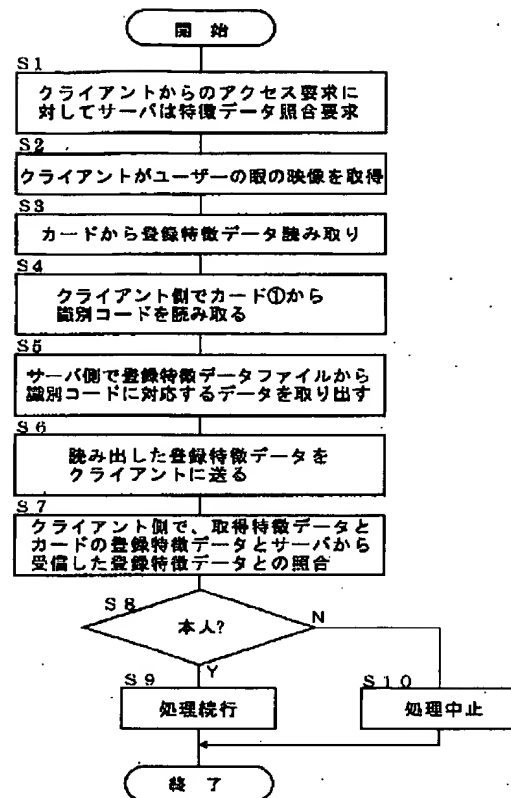 開始
S1
クライアントからのアクセス要求に
対してサーバは特徴データ照合要求
S2
クライアントがユーザーの眼の映像を取得
S3
カードから登録特徴データ読み取り
S4
クライアント側でカード①から
識別コードを読み取る
S5
サーバ側で登録特徴データファイルから
識別コードに対応するデータを取り出す
S6
読み出した登録特徴データを
クライアントに送る
S7
クライアント側で、取得特徴データと
カードの登録特徴データとサーバから
受信した登録特徴データとの照合
S8
本人?
N
Y
S9
処理続行
S10
処理中止
終了